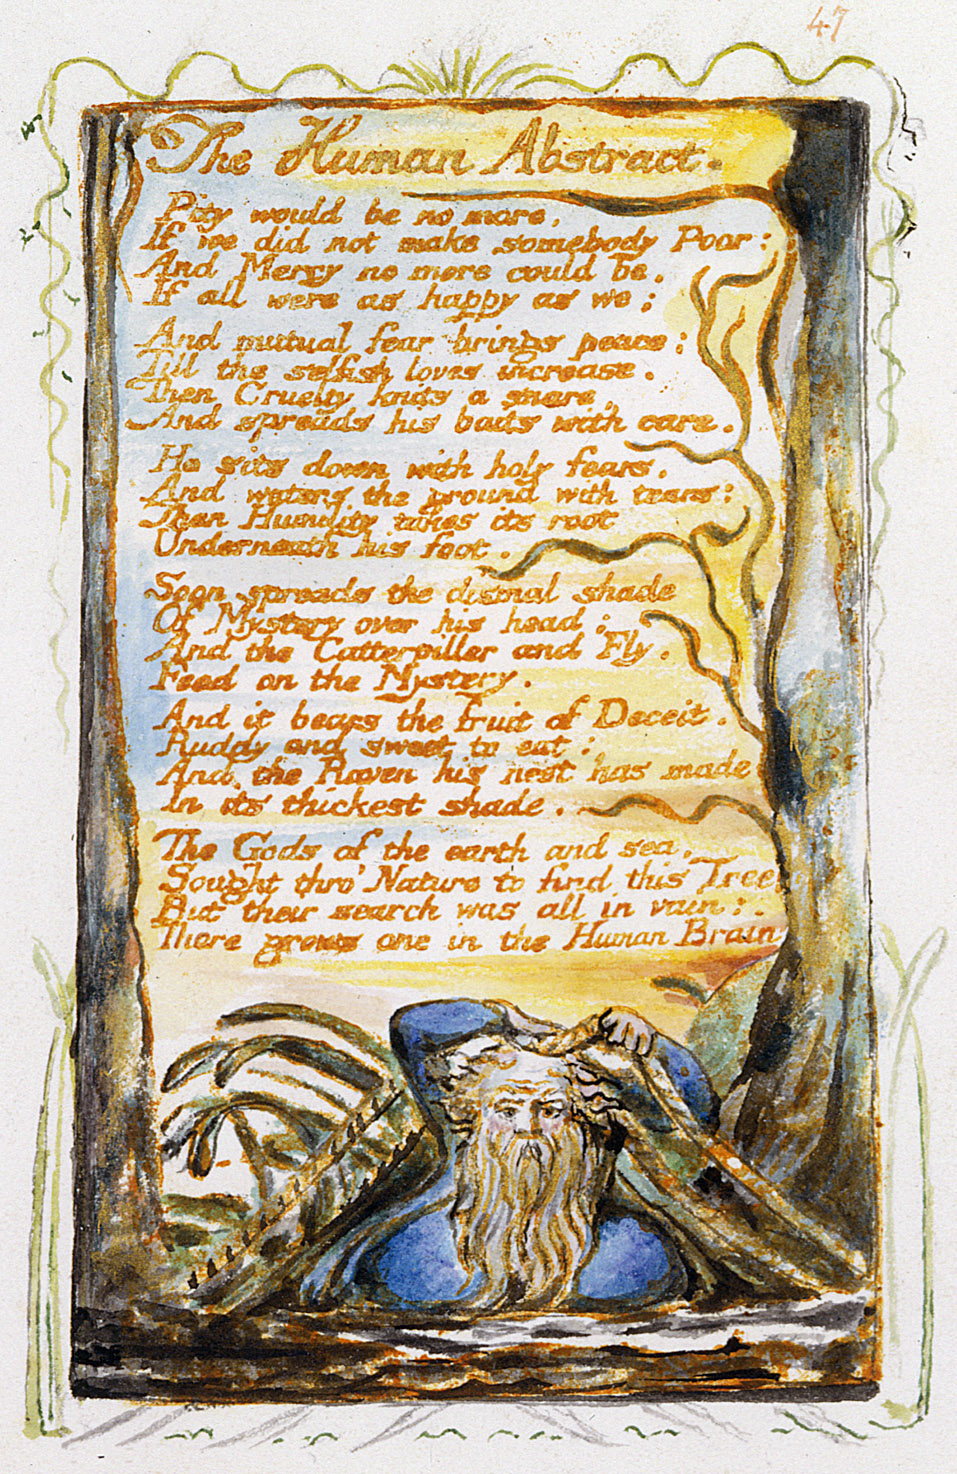 47
The Human Abstract.
Pity would be no more,
If we did not make somebody Poor:
And Mercy no more could be.
If all were as happy as we;
And mutual fear brings peace:
Till the selfish loves increase.
Then Cruelty knits a snare,
And spreads his baits with care.
He sits down with holy fears.
And waters the ground with tears:
Then Humility takes its root
Underneath his foot.
Soon spreads the dismal shade
Of Mystery over his head;
And the Catterpiller and Fly.
Feed on the Mystery.
And it bears the fruit of Deceit.
Ruddy and sweet to eat:
And the Raven his nest has made
In its thickest shade.
The Gods of the earth and sea.
Sought thro' Nature to find this Tree
But their search was all in vain:.
There grows one in the Human Brain